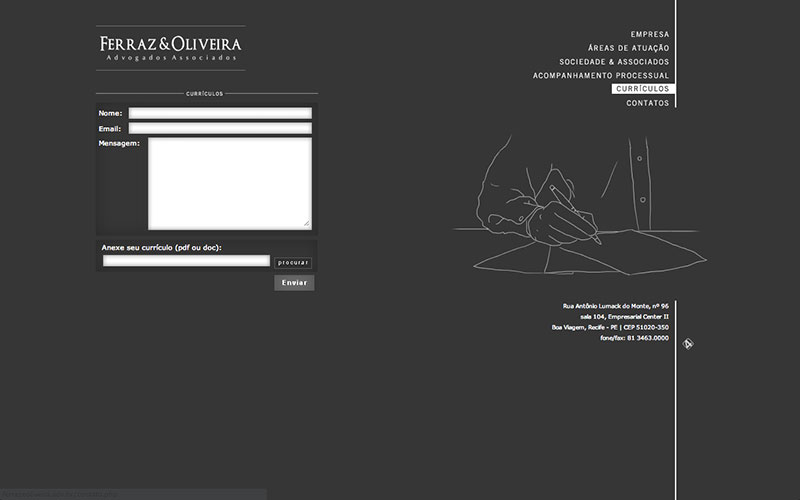 FERRAZ & OLIVEIRA
Advogados Associados
CURRÍCULOS
Nome:
Email:
Mensagem:
Anexe seu currículo (pdf ou doc):
procurar
Enviar
EMPRESA
ÁREAS DE ATUAÇÃO
SOCIEDADE & ASSOCIADOS
ACOMPANHAMENTO PROCESSUAL
CURRÍCULOS
CONTATOS
Rua Antônio Lumack do Monte, nº 96
sala 104, Empresarial Center II
Boa Viagem, Recife - PE | CEP 51020-350
fone/fax: 81 3463.0000